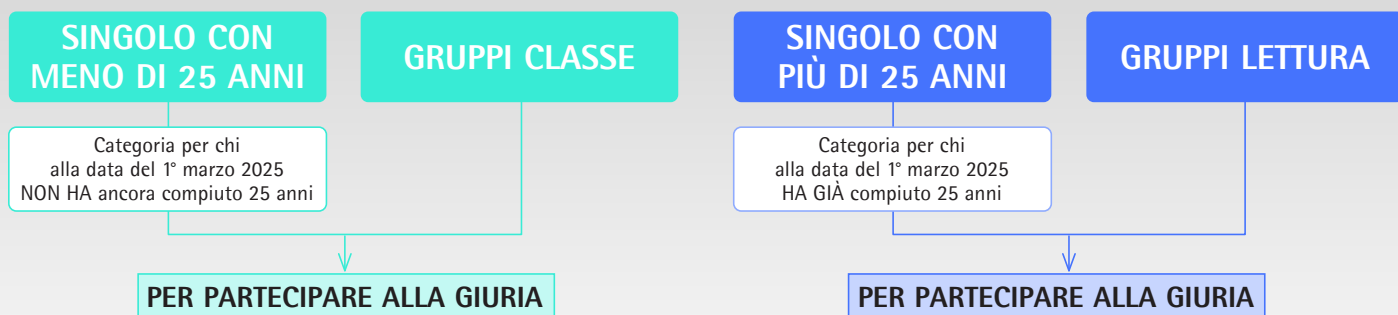 SINGOLO CON
MENO DI 25 ANNI
GRUPPI CLASSE
Categoria per chi
alla data del 1° marzo 2025
NON HA ancora compiuto 25 anni
PER PARTECIPARE ALLA GIURIA
SINGOLO CON
PIÙ DI 25 ANNI
GRUPPI LETTURA
Categoria per chi
alla data del 1° marzo 2025
HA GIÀ compiuto 25 anni
PER PARTECIPARE ALLA GIURIA